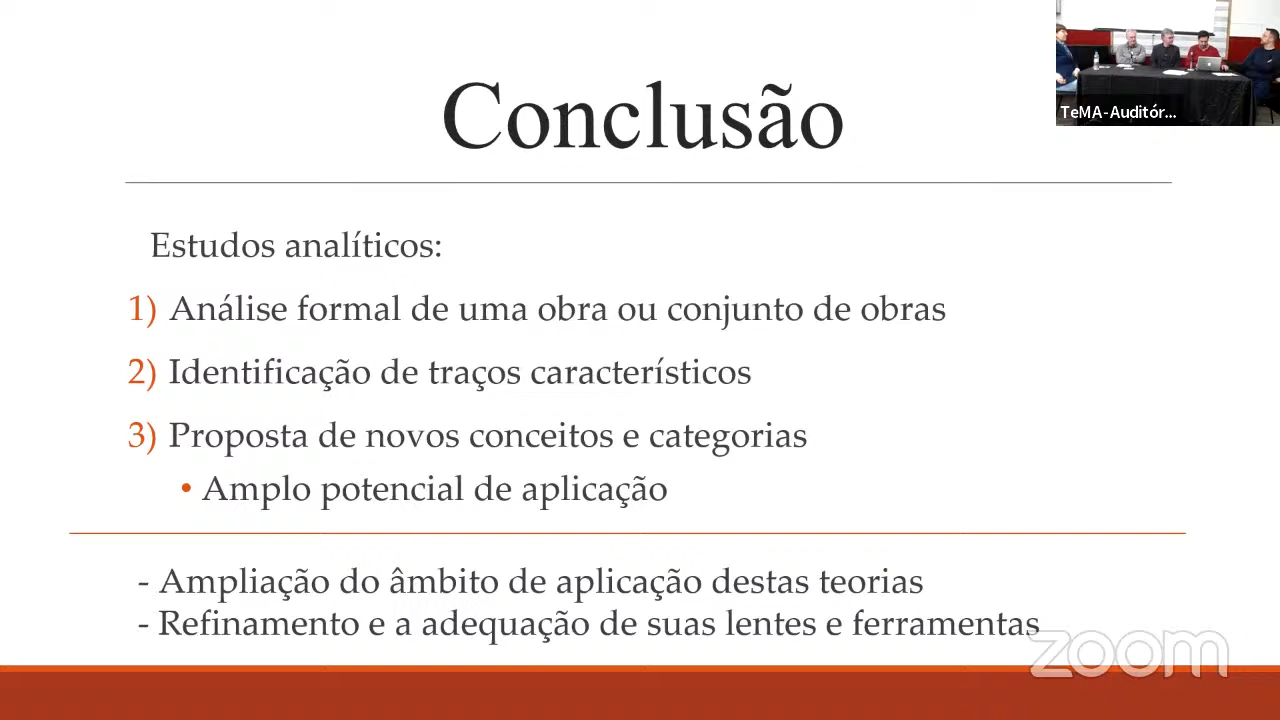 Conclusão
TeMA-Auditór...
Estudos analíticos:
1) Análise formal de uma obra ou conjunto de obras
2) Identificação de traços característicos
3) Proposta de novos conceitos e categorias
• Amplo potencial de aplicação
- Ampliação do âmbito de aplicação destas teorias
- Refinamento e a adequação de suas lentes e ferramentas
zoom